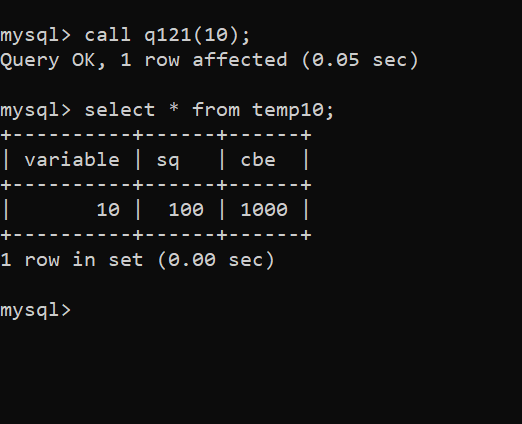 mysql> call q121(10);
Query OK, 1 row affected (0.05 sec)
mysql> select * from temp10;
+----------+------+------+
| variable | sq   | cbe  |
+----------+------+------+
|       10 |  100 | 1000 |
+----------+------+------+
1 row in set (0.00 sec)
mysql>